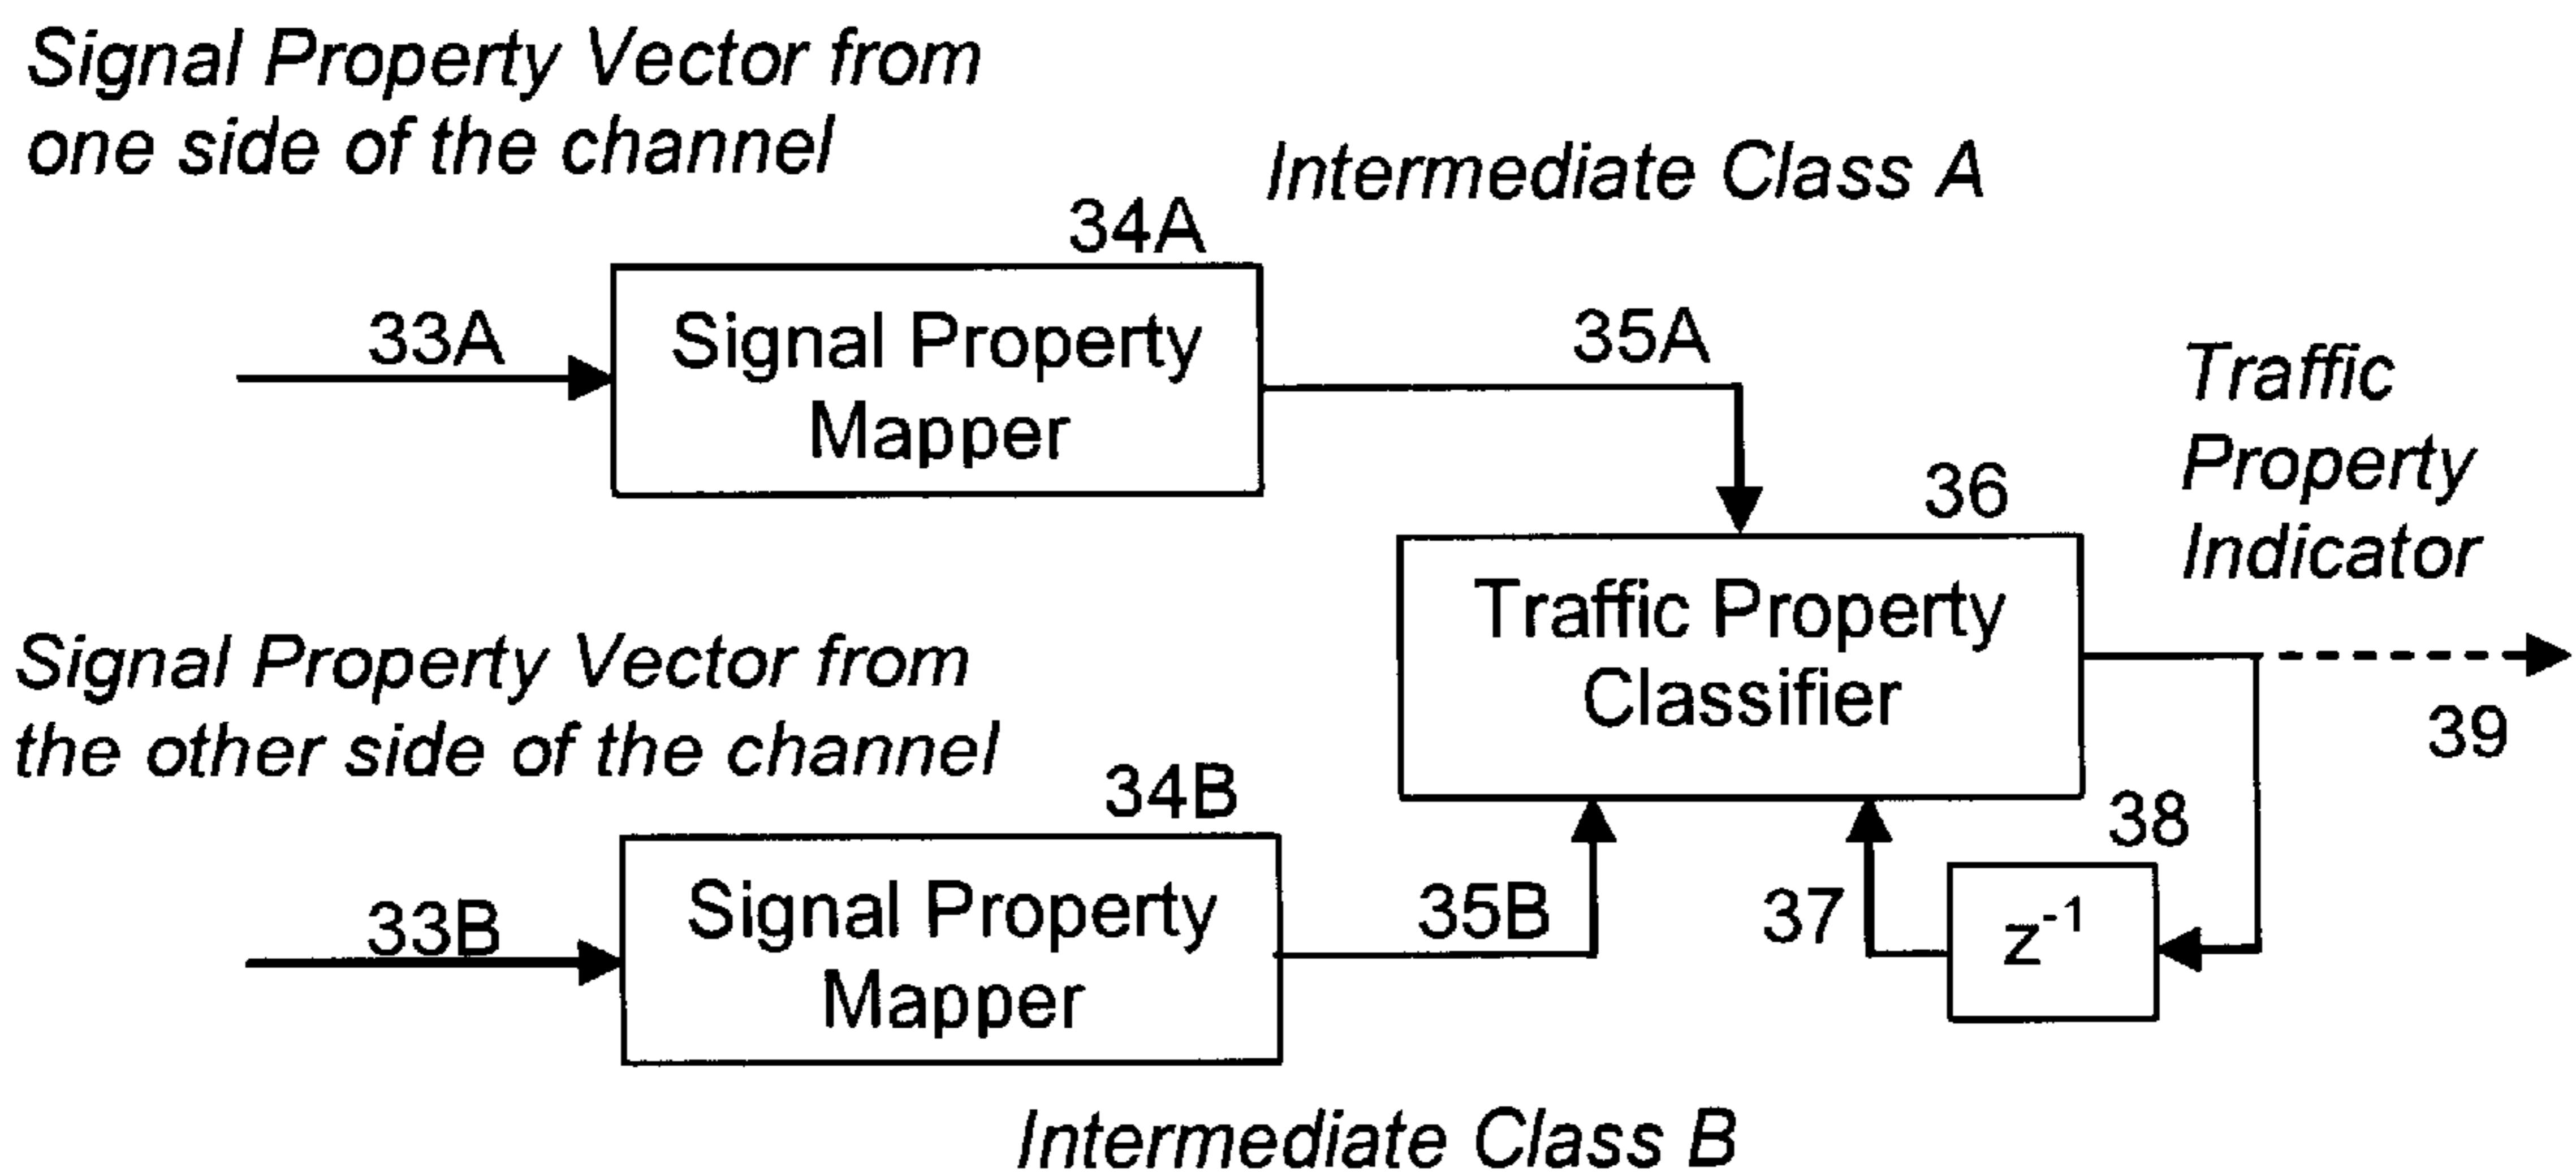 Signal Property Vector from
one side of the channel
Intermediate Class A
34A
33A
Signal Property
Mapper
35A
Traffic
Property
Indicator
36
Traffic Property
Classifier
39
Signal Property Vector from
the other side of the channel
34B
33B
Signal Property
Mapper
35B
37
38
z⁻¹
Intermediate Class B